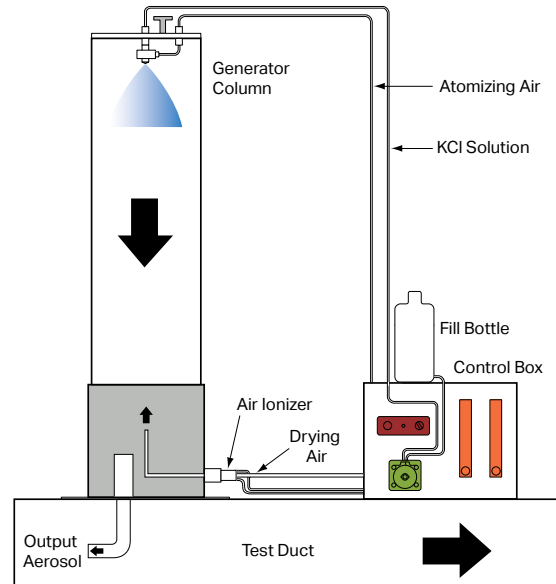 Generator
Column
Atomizing Air
KCl Solution
Fill Bottle
Control Box
Air Ionizer
Drying
Air
Output
Aerosol
Test Duct